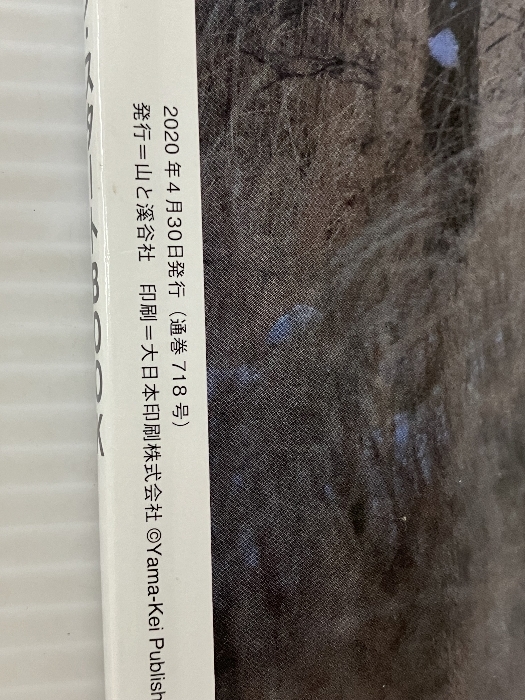 2020年4月30日発行（通巻718号）
発行＝山と溪谷社　印刷＝大日本印刷株式会社 ©Yama-Kei Publish
BOOK